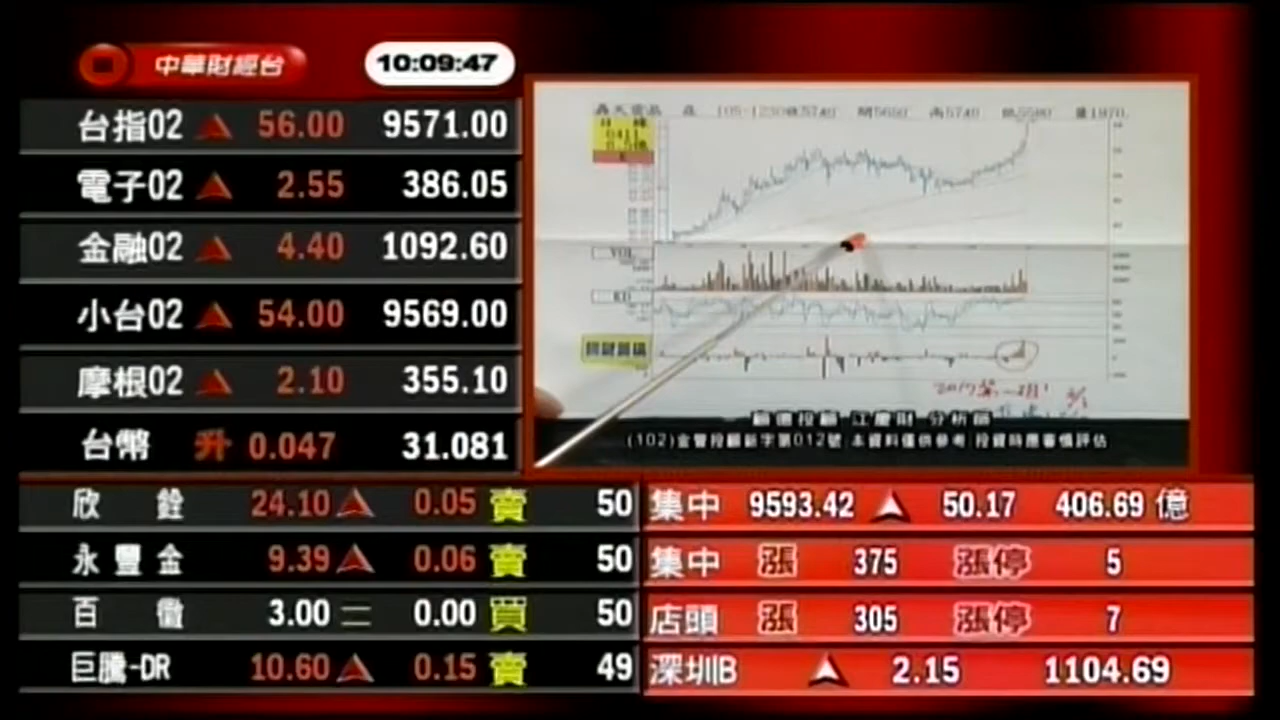 中華財經台 10:09:47
台指02 ▲ 56.00 9571.00
電子02 ▲ 2.55 386.05
金融02 ▲ 4.40 1092.60
小台02 ▲ 54.00 9569.00
摩根02 ▲ 2.10 355.10
台幣 升 0.047 31.081
VOL
2017
江慶財 分析師
本資料僅供參考 投資時應審慎評估
欣銓 24.10 ▲ 0.05 賣 50
永豐金 9.39 ▲ 0.06 賣 50
百徽 3.00 = 0.00 買 50
巨騰-DR 10.60 ▲ 0.15 賣 49
集中 9593.42 ▲ 50.17 406.69 億
集中 漲 375 漲停 5
店頭 漲 305 漲停 7
深圳B ▲ 2.15 1104.69